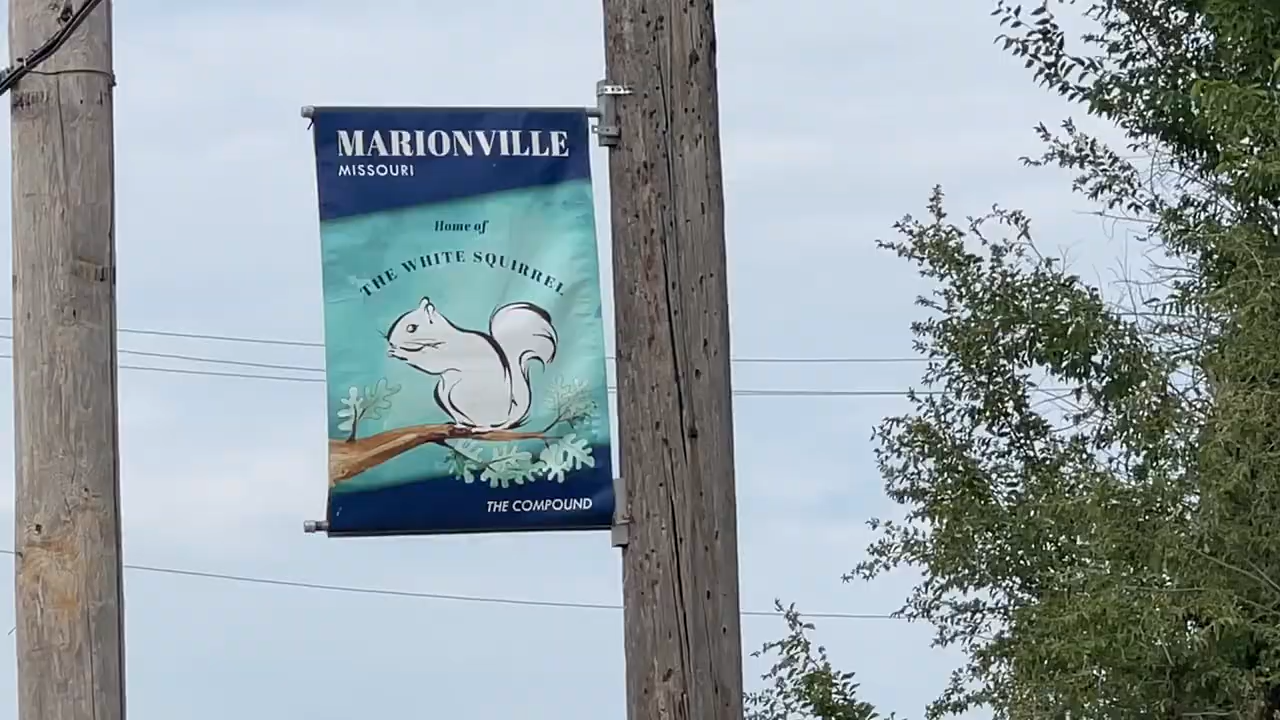 MARIONVILLE
MISSOURI
Home of
THE WHITE SQUIRREL
THE COMPOUND